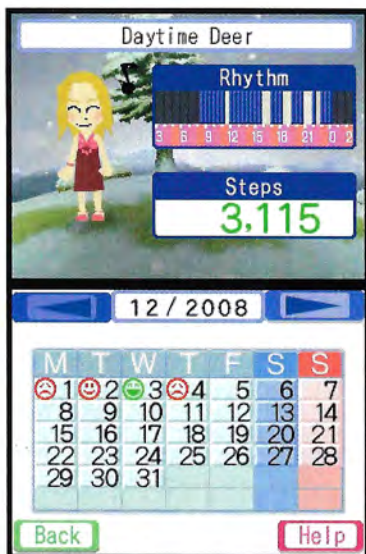 Daytime Deer
Rhythm
3 6 9 12 15 18 21 0 2
Steps
3,115
12/2008
M T W T F S S
1 2 3 4 5 6 7
8 9 10 11 12 13 14
15 16 17 18 19 20 21
22 23 24 25 26 27 28
29 30 31
Back Help